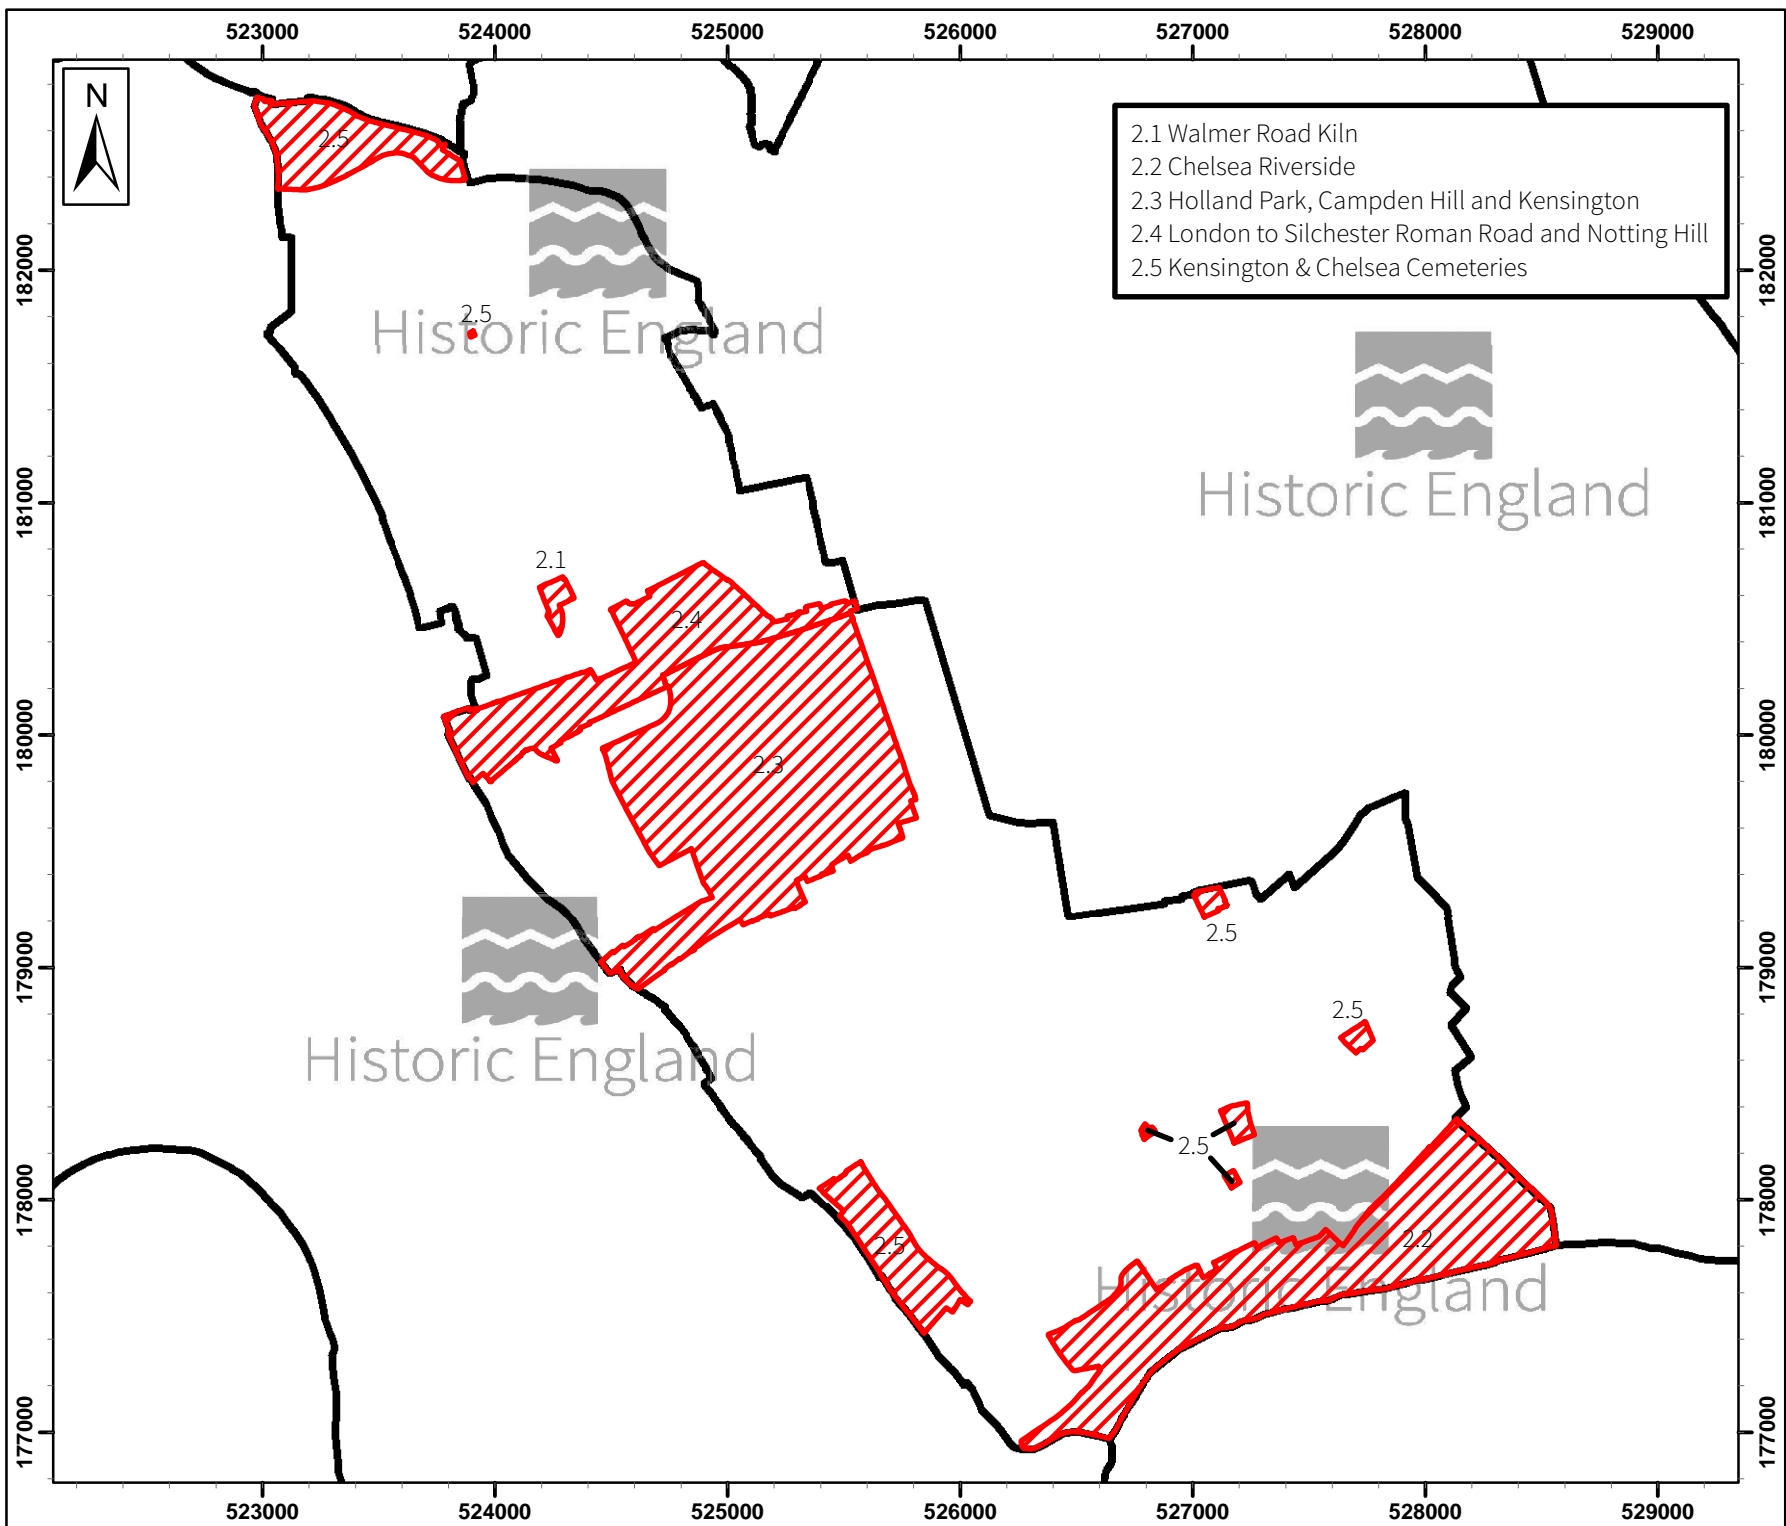 523000 524000 525000 526000 527000 528000 529000
N
2.1 Walmer Road Kiln
2.2 Chelsea Riverside
2.3 Holland Park, Campden Hill and Kensington
2.4 London to Silchester Roman Road and Notting Hill
2.5 Kensington & Chelsea Cemeteries
2.5
182000
182000
2.5
Historic England
Historic England
181000
181000
2.1
2.4
180000
180000
2.3
2.5
179000
179000
2.5
Historic England
2.5
178000
178000
2.5
2.2
Historic England
177000
177000
523000 524000 525000 526000 527000 528000 529000